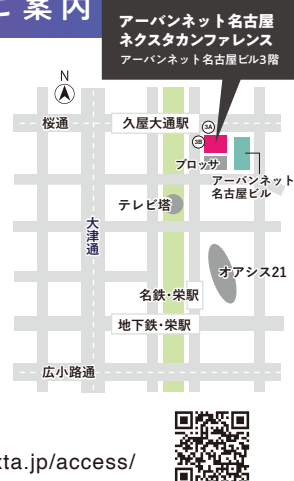 ご案内
アーバンネット名古屋
ネクスタカンファレンス
アーバンネット名古屋ビル3階
N
桜通
久屋大通駅
3A
3B
ブロッサ
アーバンネット
名古屋ビル
テレビ塔
大津通
オアシス21
名鉄・栄駅
地下鉄・栄駅
広小路通
xta.jp/access/